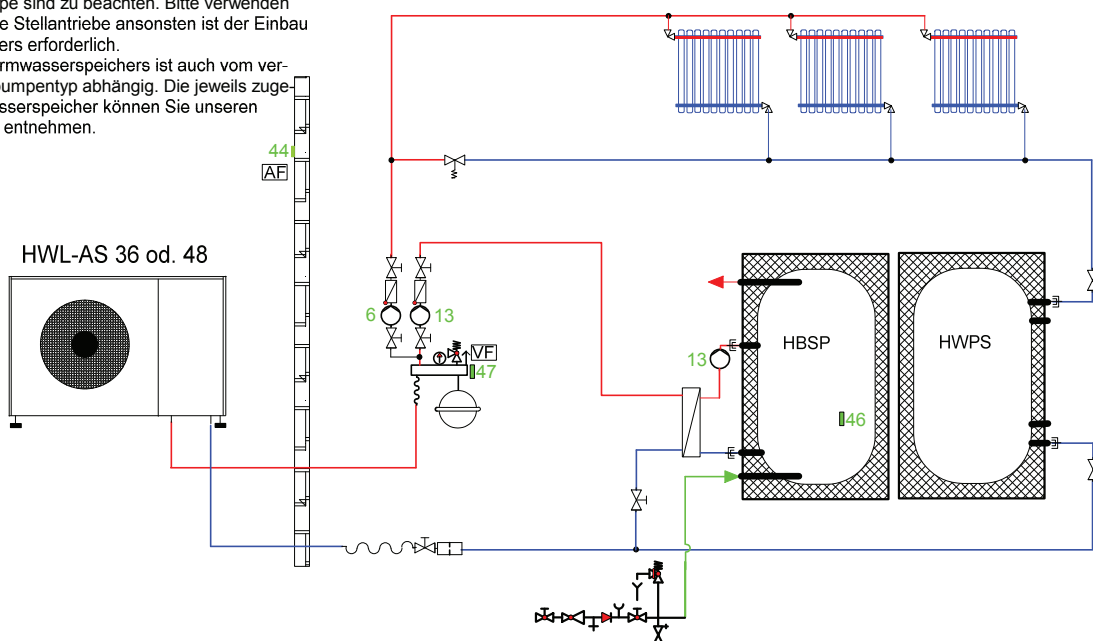 pe sind zu beachten. Bitte verwenden
e Stellantriebe ansonsten ist der Einbau
ers erforderlich.
rmwasserspeichers ist auch vom ver-
pumpentyp abhängig. Die jeweils zuge-
sserspeicher können Sie unseren
entnehmen.
44
AF
HWL-AS 36 od. 48
6
13
VF
47
13
HBSP
HWPS
46